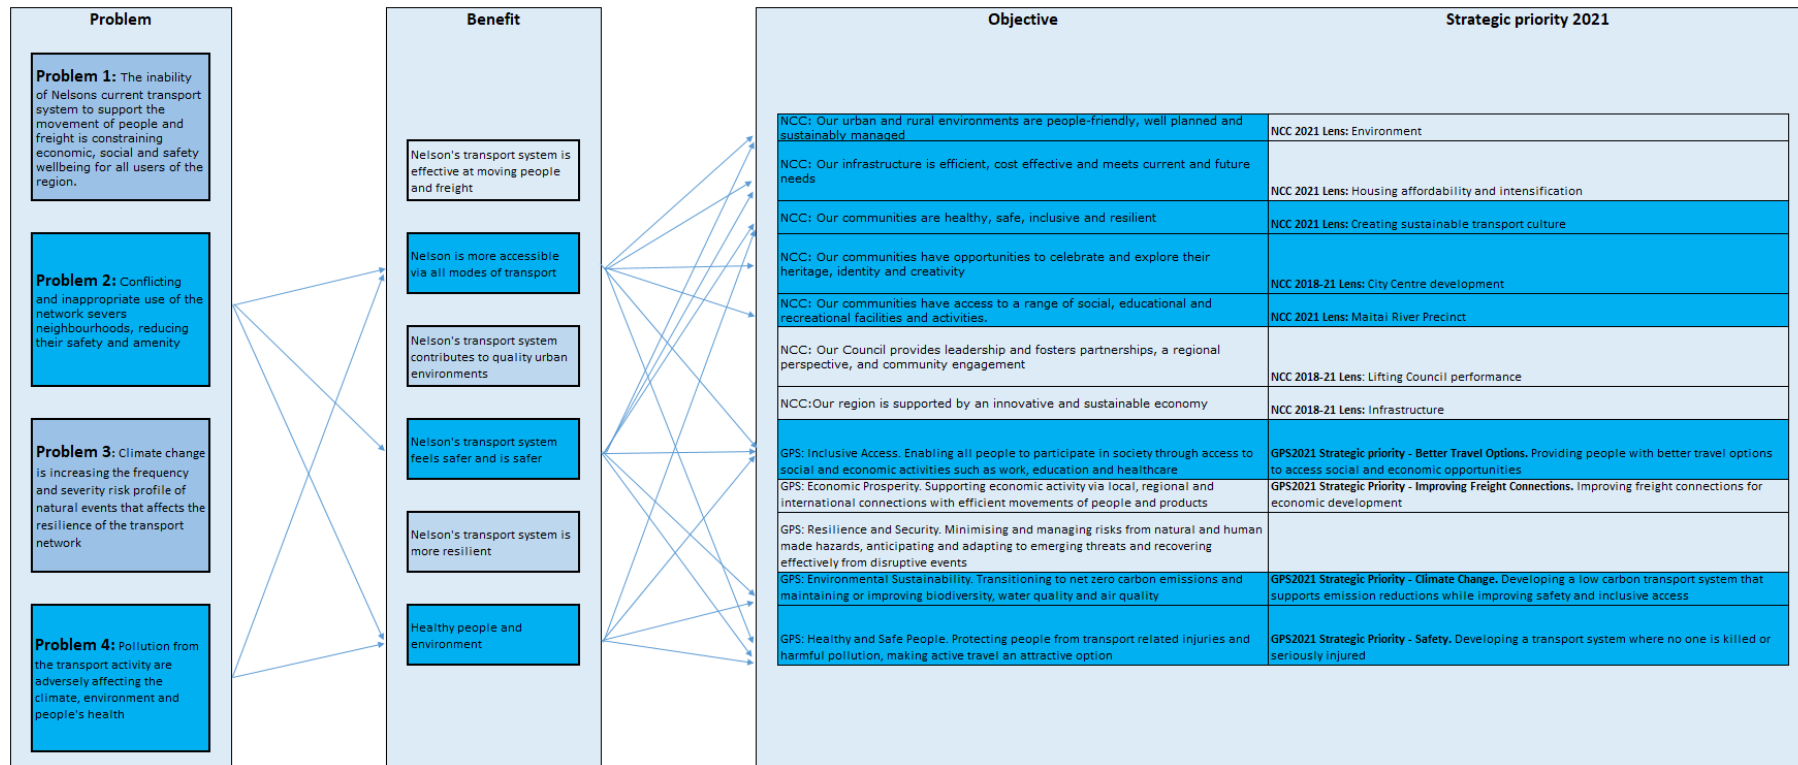 Problem
Problem 1: The inability
of Nelsons current transport
system to support the
movement of people and
freight is constraining
economic, social and safety
wellbeing for all users of the
region.
Problem 2: Conflicting
and inappropriate use of the
network severs
neighbourhoods, reducing
their safety and amenity
Problem 3: Climate change
is increasing the frequency
and severity risk profile of
natural events that affects the
resilience of the transport
network
Problem 4: Pollution from
the transport activity are
adversely affecting the
climate, environment and
people's health
Benefit
Nelson's transport system is
effective at moving people
and freight
Nelson is more accessible
via all modes of transport
Nelson's transport system
contributes to quality urban
environments
Nelson's transport system
feels safer and is safer
Nelson's transport system is
more resilient
Healthy people and
environment
Objective
Strategic priority 2021
NCC: Our urban and rural environments are people-friendly, well planned and
sustainably managed
NCC 2021 Lens: Environment
NCC: Our infrastructure is efficient, cost effective and meets current and future
needs
NCC 2021 Lens: Housing affordability and intensification
NCC: Our communities are healthy, safe, inclusive and resilient
NCC 2021 Lens: Creating sustainable transport culture
NCC: Our communities have opportunities to celebrate and explore their
heritage, identity and creativity
NCC 2018-21 Lens: City Centre development
NCC: Our communities have access to a range of social, educational and
recreational facilities and activities.
NCC 2021 Lens: Maitai River Precinct
NCC: Our Council provides leadership and fosters partnerships, a regional
perspective, and community engagement
NCC 2018-21 Lens: Lifting Council performance
NCC:Our region is supported by an innovative and sustainable economy
NCC 2018-21 Lens: Infrastructure
GPS: Inclusive Access. Enabling all people to participate in society through access to
social and economic activities such as work, education and healthcare
GPS2021 Strategic priority - Better Travel Options. Providing people with better travel options
to access social and economic opportunities
GPS: Economic Prosperity. Supporting economic activity via local, regional and
international connections with efficient movements of people and products
GPS2021 Strategic Priority - Improving Freight Connections. Improving freight connections for
economic development
GPS: Resilience and Security. Minimising and managing risks from natural and human
made hazards, anticipating and adapting to emerging threats and recovering
effectively from disruptive events
GPS: Environmental Sustainability. Transitioning to net zero carbon emissions and
maintaining or improving biodiversity, water quality and air quality
GPS2021 Strategic Priority - Climate Change. Developing a low carbon transport system that
supports emission reductions while improving safety and inclusive access
GPS: Healthy and Safe People. Protecting people from transport related injuries and
harmful pollution, making active travel an attractive option
GPS2021 Strategic Priority - Safety. Developing a transport system where no one is killed or
seriously injured